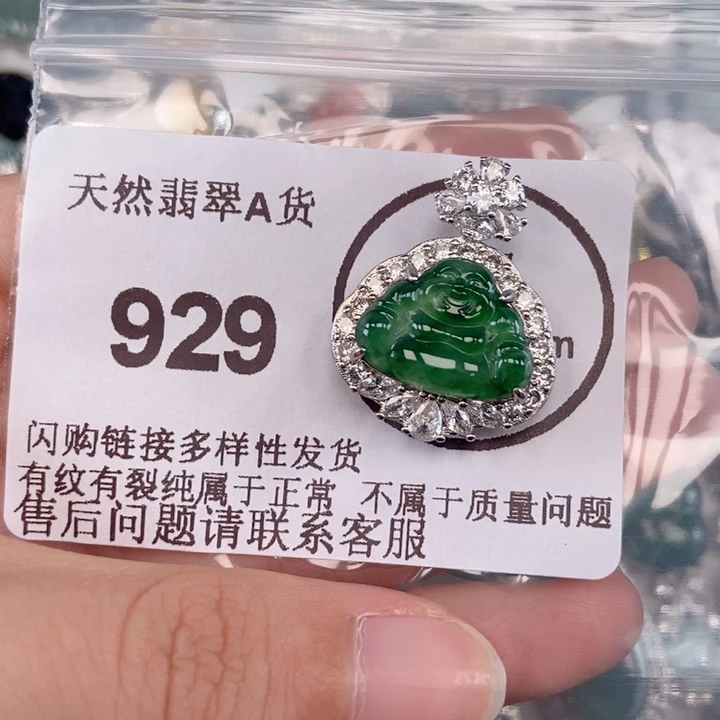 天然翡翠A货
929
m
闪购链接多样性发货
有纹有裂纯属于正常 不属于质量问题
售后问题请联系客服